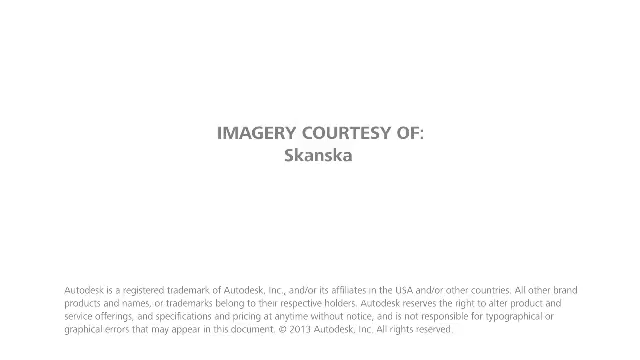 IMAGERY COURTESY OF:
Skanska
Autodesk is a registered trademark of Autodesk, Inc., and/or its affiliates in the USA and/or other countries. All other brand
products and names, or trademarks belong to their respective holders. Autodesk reserves the right to alter product and
service offerings, and specifications and pricing at anytime without notice, and is not responsible for typographical or
graphical errors that may appear in this document. © 2013 Autodesk, Inc. All rights reserved.